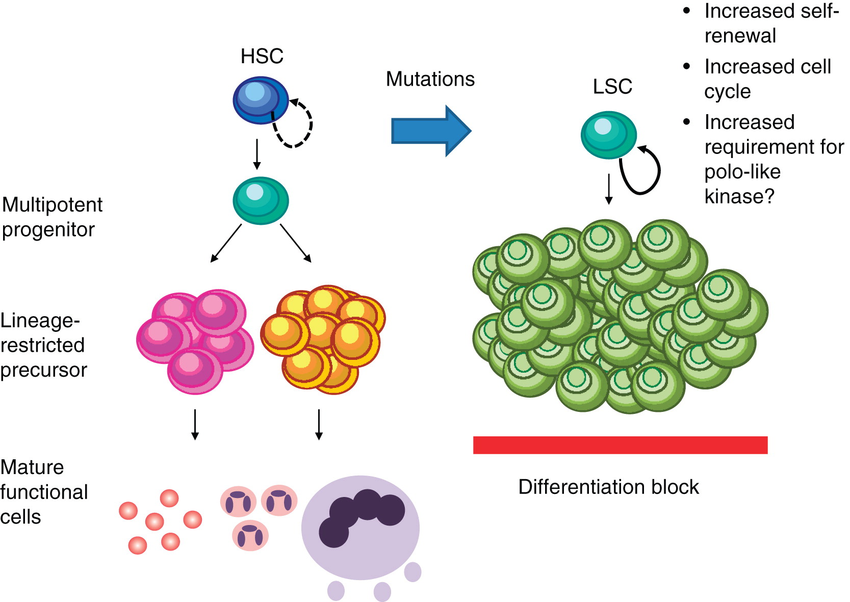 HSC
Mutations
LSC
• Increased self-
renewal
• Increased cell
cycle
• Increased
requirement for
polo-like
kinase?
Multipotent
progenitor
Lineage-
restricted
precursor
Mature
functional
cells
Differentiation block